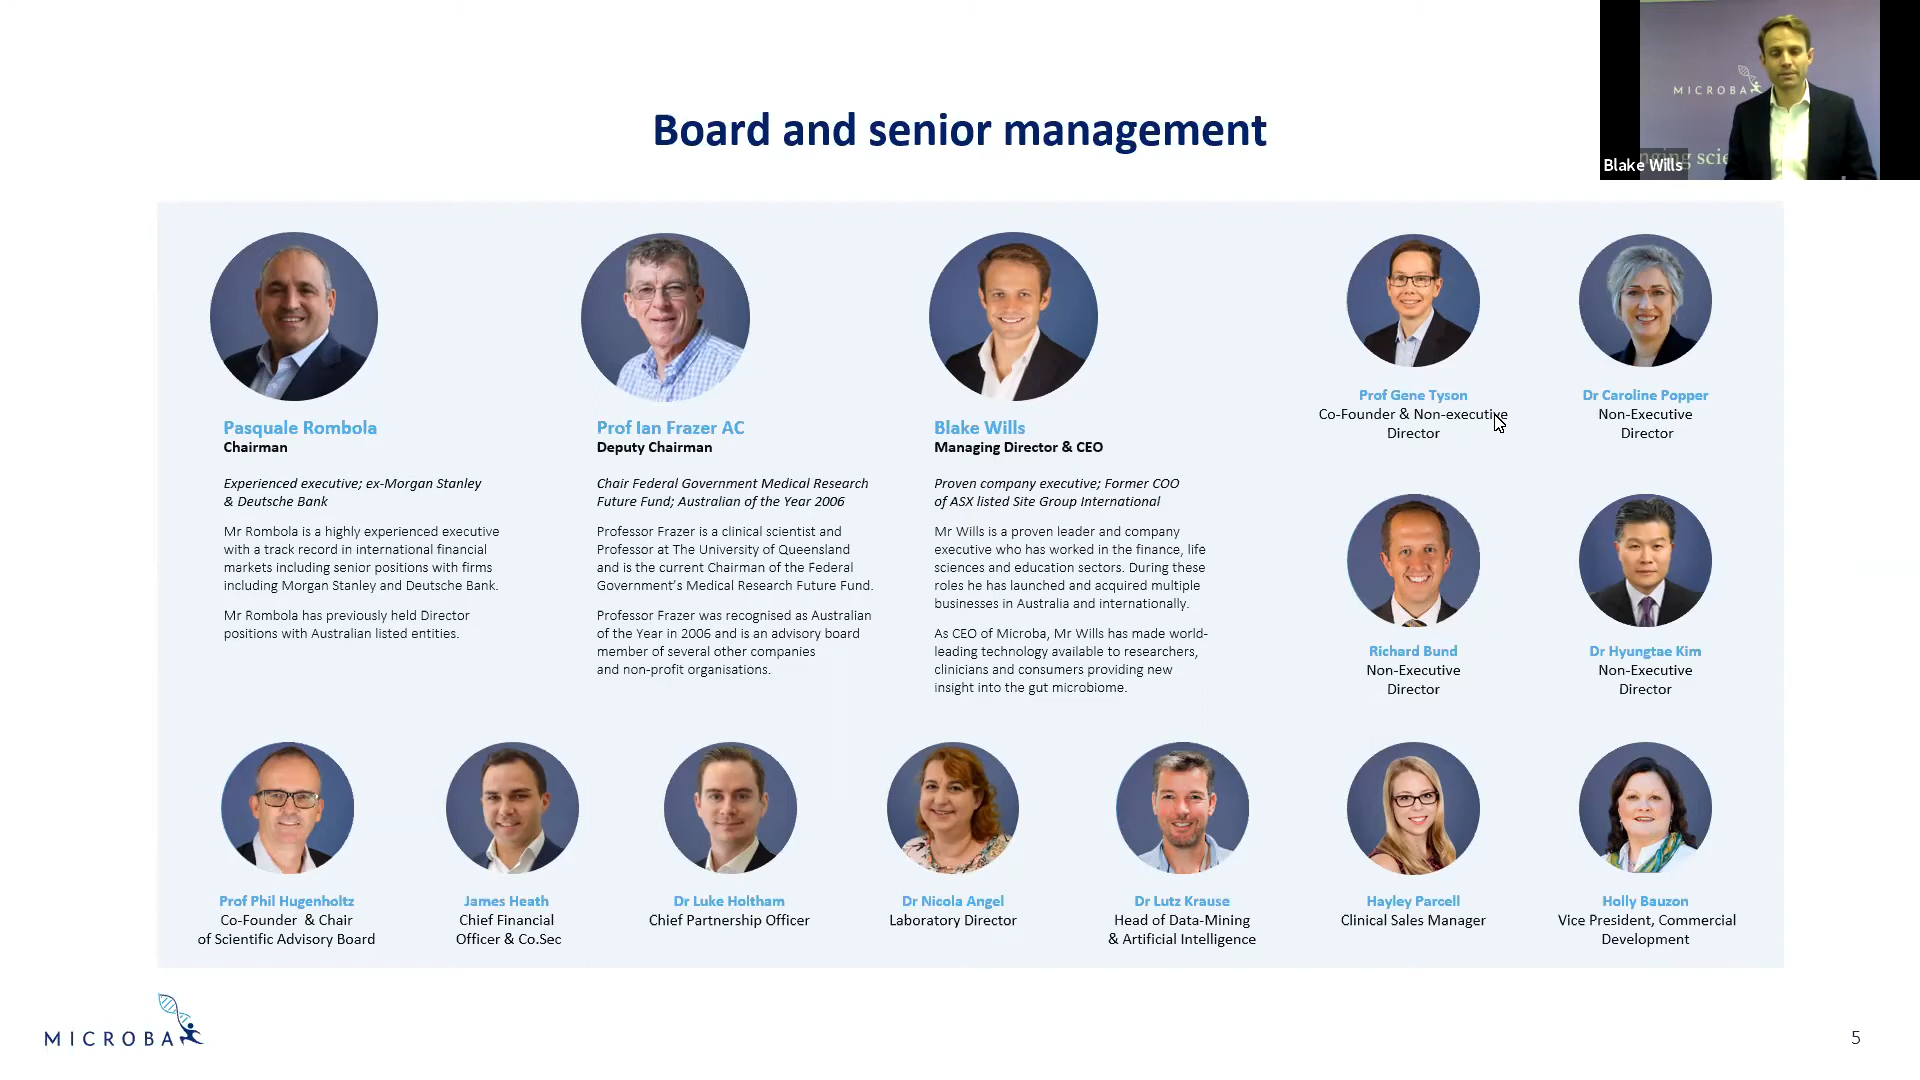 Board and senior management
MICROBA
Blake Wills
Pasquale Rombola
Chairman
Experienced executive; ex-Morgan Stanley
& Deutsche Bank
Mr Rombola is a highly experienced executive
with a track record in international financial
markets including senior positions with firms
including Morgan Stanley and Deutsche Bank.
Mr Rombola has previously held Director
positions with Australian listed entities.
Prof Ian Frazer AC
Deputy Chairman
Chair Federal Government Medical Research
Future Fund; Australian of the Year 2006
Professor Frazer is a clinical scientist and
Professor at The University of Queensland
and is the current Chairman of the Federal
Government's Medical Research Future Fund.
Professor Frazer was recognised as Australian
of the Year in 2006 and is an advisory board
member of several other companies
and non-profit organisations.
Blake Wills
Managing Director & CEO
Proven company executive; Former COO
of ASX listed Site Group International
Mr Wills is a proven leader and company
executive who has worked in the finance, life
sciences and education sectors. During these
roles he has launched and acquired multiple
businesses in Australia and internationally.
As CEO of Microba, Mr Wills has made world-
leading technology available to researchers,
clinicians and consumers providing new
insight into the gut microbiome.
Prof Gene Tyson
Co-Founder & Non-executive
Director
Dr Caroline Popper
Non-Executive
Director
Richard Bund
Non-Executive
Director
Dr Hyungtae Kim
Non-Executive
Director
Prof Phil Hugenholtz
Co-Founder & Chair
of Scientific Advisory Board
James Heath
Chief Financial
Officer & Co.Sec
Dr Luke Holtham
Chief Partnership Officer
Dr Nicola Angel
Laboratory Director
Dr Lutz Krause
Head of Data-Mining
& Artificial Intelligence
Hayley Parcell
Clinical Sales Manager
Holly Bauzon
Vice President, Commercial
Development
MICROBA
5